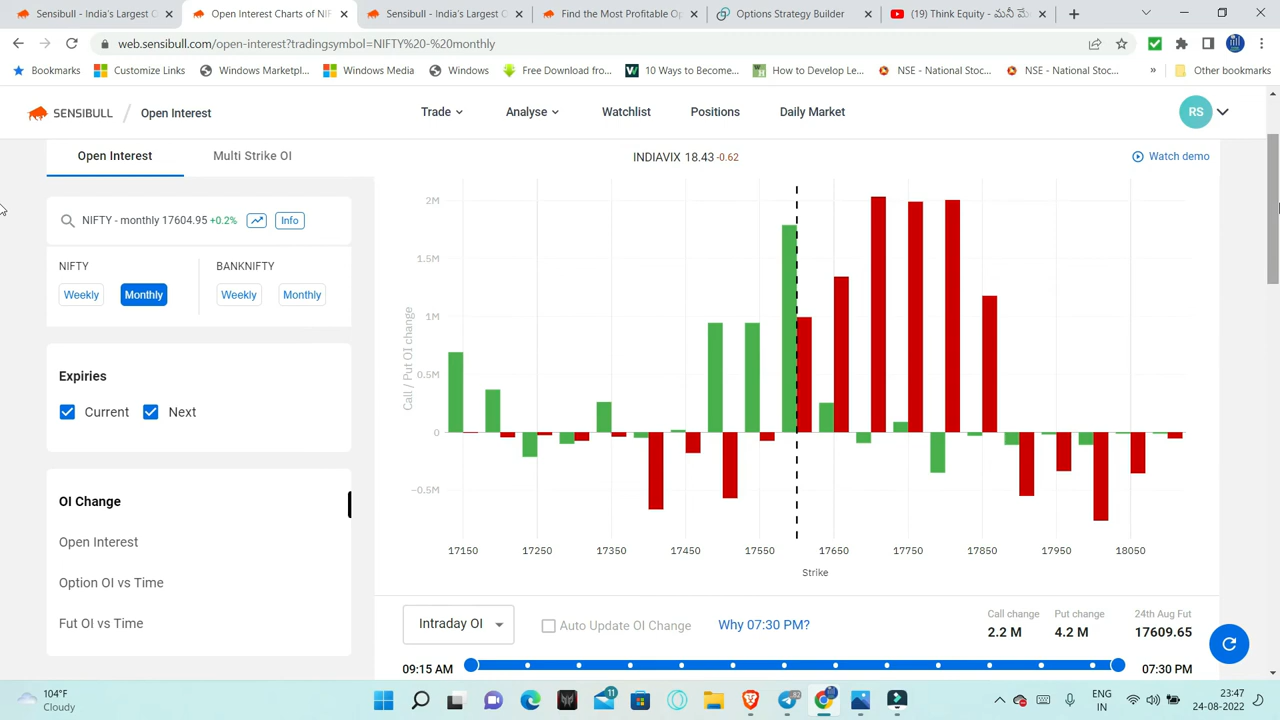 Sensibull - India's Largest O
Open Interest Charts of NIF
Sensibull - India's Largest O
Find the Most Profitable Op
Options Strategy Builder
(19) Think Equity - మనీ మే
web.sensibull.com/open-interest?tradingsymbol=NIFTY%20-%20monthly
Bookmarks
Customize Links
Windows Marketpl...
Windows Media
Windows
Free Download fro...
10 Ways to Become...
How to Develop Le...
NSE - National Stoc...
NSE - National Stoc...
»
Other bookmarks
SENSIBULL / Open Interest
Trade
Analyse
Watchlist
Positions
Daily Market
RS
Open Interest
Multi Strike OI
INDIAVIX 18.43 -0.62
Watch demo
NIFTY - monthly 17604.95 +0.2%
Info
NIFTY
BANKNIFTY
Weekly
Monthly
Weekly
Monthly
Expiries
Current
Next
OI Change
Open Interest
Option OI vs Time
Fut OI vs Time
Call / Put OI change
2M
1.5M
1M
0.5M
0
−0.5M
17150
17250
17350
17450
17550
17650
17750
17850
17950
18050
Strike
Intraday OI
Auto Update OI Change
Why 07:30 PM?
Call change
Put change
24th Aug Fut
2.2 M
4.2 M
17609.65
09:15 AM
07:30 PM
104°F
Cloudy
11
ENG
IN
23:47
24-08-2022